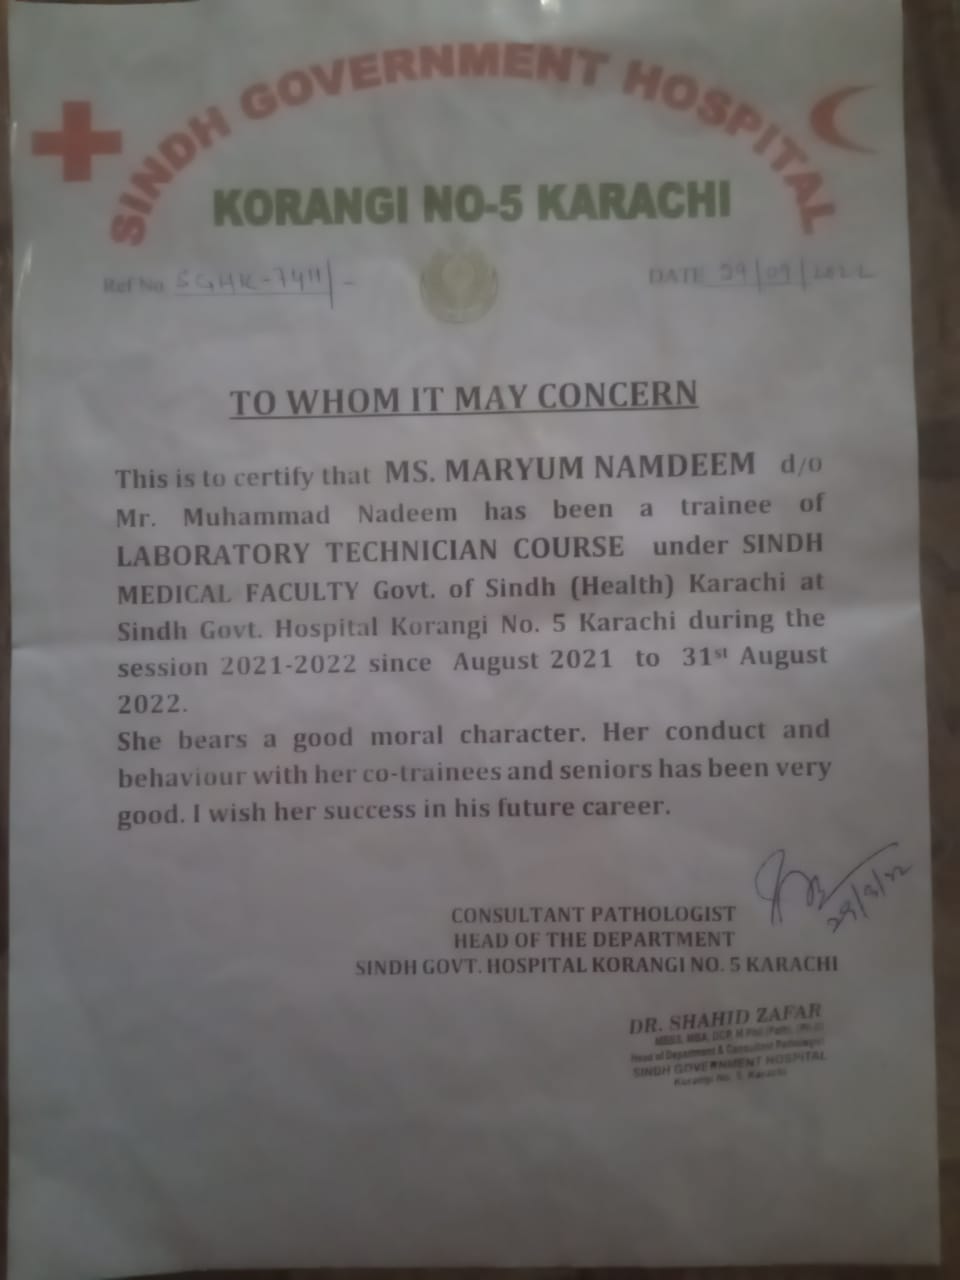 SINDH GOVERNMENT HOSPITAL
KORANGI NO-5 KARACHI
Ref No. SGHK-7411/-
DATE 29/09/2022
TO WHOM IT MAY CONCERN
This is to certify that MS. MARYUM NAMDEEM d/o
Mr. Muhammad Nadeem has been a trainee of
LABORATORY TECHNICIAN COURSE under SINDH
MEDICAL FACULTY Govt. of Sindh (Health) Karachi at
Sindh Govt. Hospital Korangi No. 5 Karachi during the
session 2021-2022 since August 2021 to 31st August
2022.
She bears a good moral character. Her conduct and
behaviour with her co-trainees and seniors has been very
good. I wish her success in his future career.
29/9/22
CONSULTANT PATHOLOGIST
HEAD OF THE DEPARTMENT
SINDH GOVT. HOSPITAL KORANGI NO. 5 KARACHI
DR. SHAHID ZAFAR
MBBS, MBA, DCP, M Phil (Path),
Head of Department & Consultant Pathologist
SINDH GOVERNMENT HOSPITAL
Korangi No. 5, Karachi